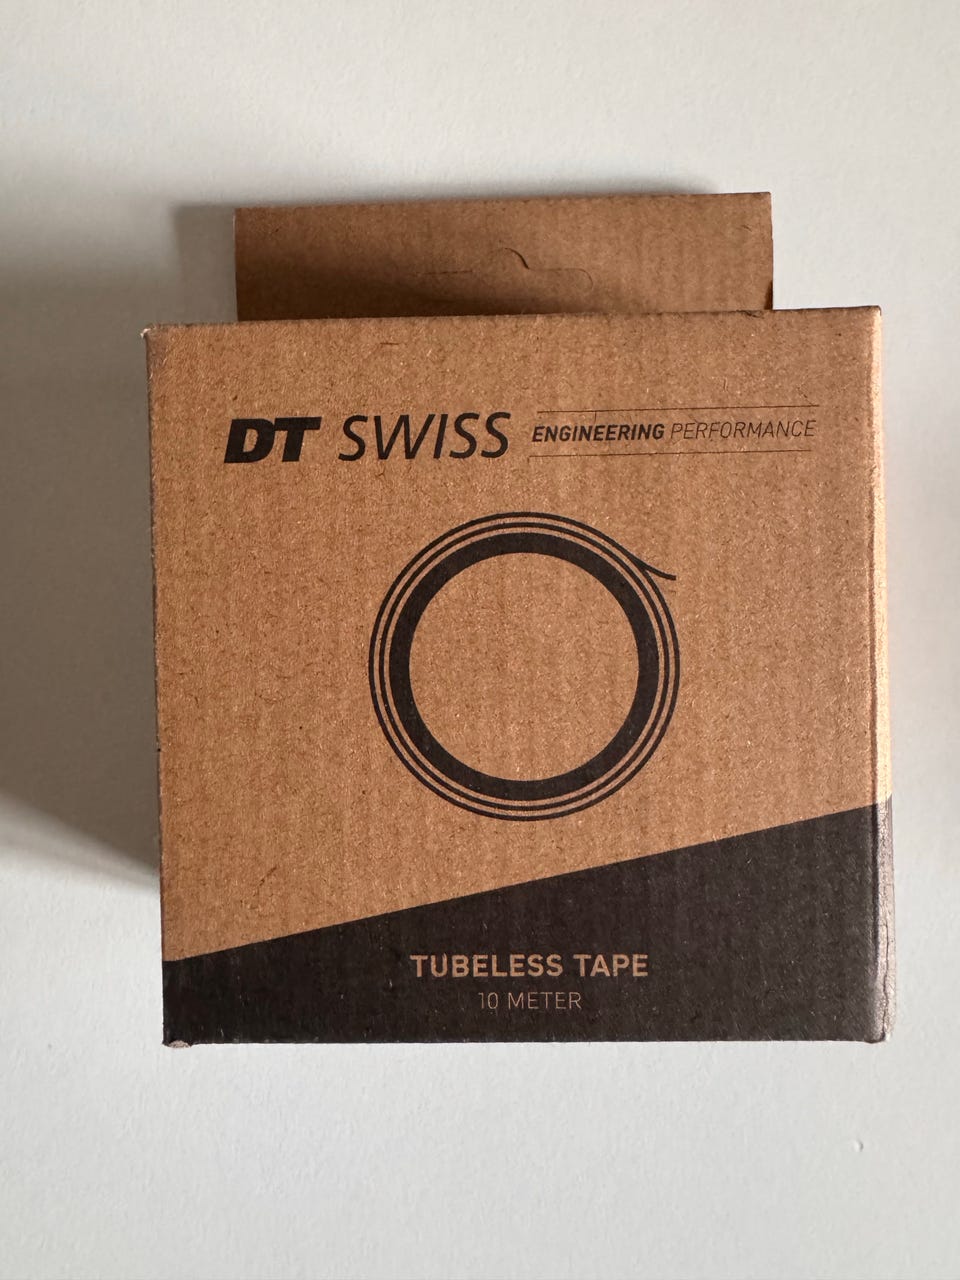 DT SWISS ENGINEERING PERFORMANCE
TUBELESS TAPE
10 METER